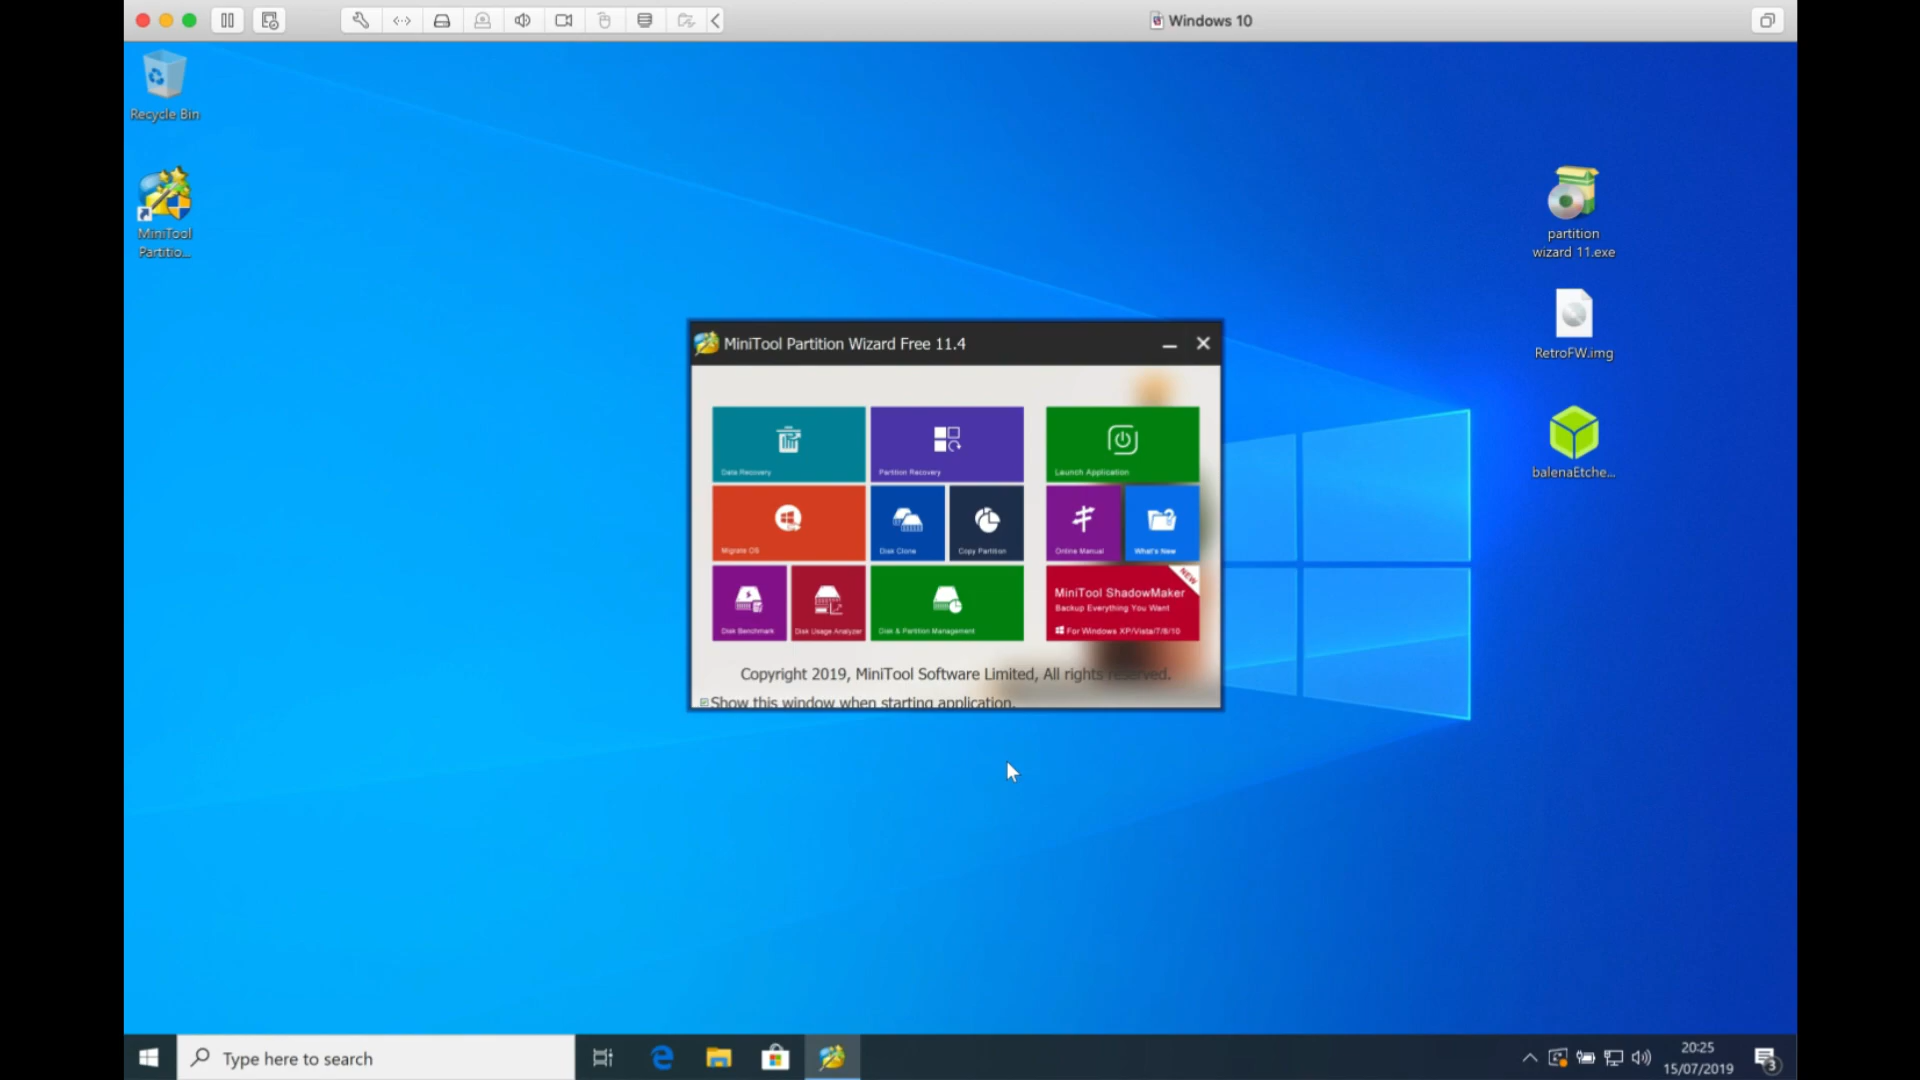 Windows 10
Recycle Bin
MiniTool
Partitio...
partition
wizard 11.exe
RetroFW.img
balenaEtche...
MiniTool Partition Wizard Free 11.4
Data Recovery
Partition Recovery
Launch Application
Migrate OS
Disk Clone
Copy Partition
Online Manual
What's New
Disk Benchmark
Disk Usage Analyzer
Disk & Partition Management
NEW
MiniTool ShadowMaker
Backup Everything You Want
For Windows XP/Vista/7/8/10
Copyright 2019, MiniTool Software Limited, All rights reserved.
Show this window when starting application.
Type here to search
20:25
15/07/2019
3